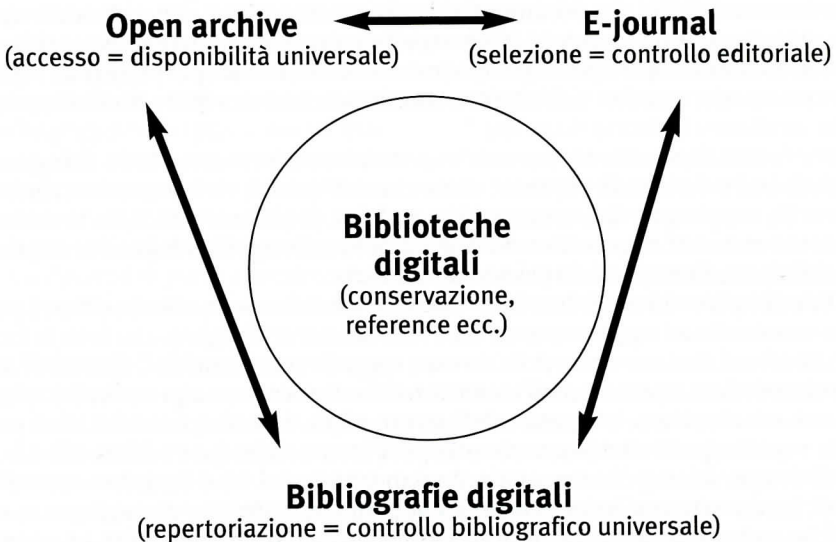 Open archive
(accesso = disponibilità universale)
E-journal
(selezione = controllo editoriale)
Biblioteche
digitali
(conservazione,
reference ecc.)
Bibliografie digitali
(repertoriazione = controllo bibliografico universale)